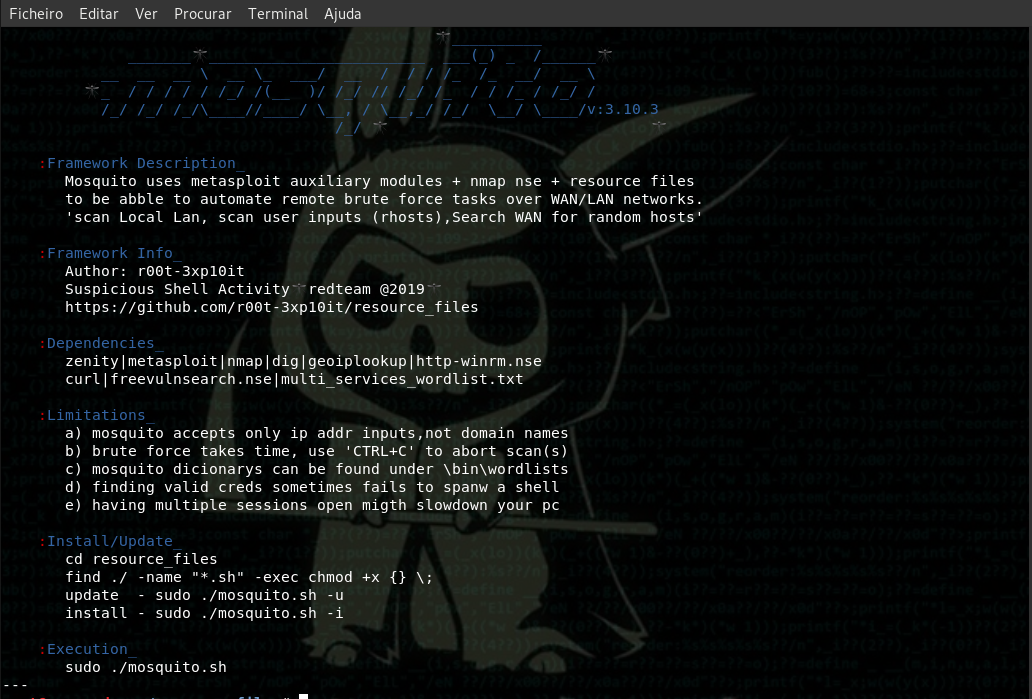 Ficheiro Editar Ver Procurar Terminal Ajuda
v:3.10.3
:Framework Description_
Mosquito uses metasploit auxiliary modules + nmap nse + resource files
to be abble to automate remote brute force tasks over WAN/LAN networks.
'scan Local Lan, scan user inputs (rhosts),Search WAN for random hosts'
:Framework Info_
Author: r00t-3xp10it
Suspicious Shell Activity redteam @2019
https://github.com/r00t-3xp10it/resource_files
:Dependencies_
zenity|metasploit|nmap|dig|geoiplookup|http-winrm.nse
curl|freevulnsearch.nse|multi_services_wordlist.txt
:Limitations_
a) mosquito accepts only ip addr inputs,not domain names
b) brute force takes time, use 'CTRL+C' to abort scan(s)
c) mosquito dicionarys can be found under \bin\wordlists
d) finding valid creds sometimes fails to spanw a shell
e) having multiple sessions open migth slowdown your pc
:Install/Update_
cd resource_files
find ./ -name "*.sh" -exec chmod +x {} \;
update - sudo ./mosquito.sh -u
install - sudo ./mosquito.sh -i
:Execution_
sudo ./mosquito.sh
---